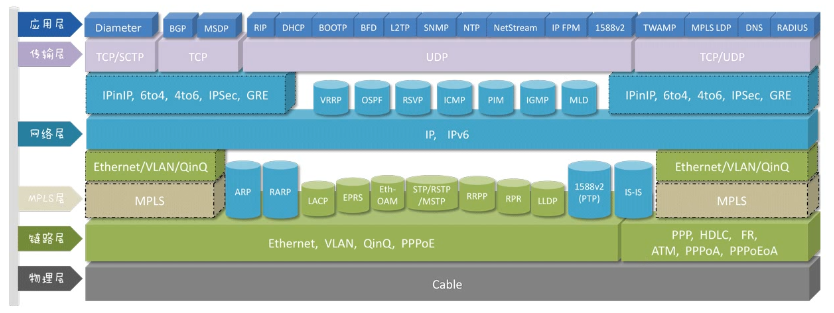 应用层
Diameter
BGP
MSDP
RIP
DHCP
BOOTP
BFD
L2TP
SNMP
NTP
NetStream
IP FPM
1588v2
TWAMP
MPLS LDP
DNS
RADIUS
传输层
TCP/SCTP
TCP
UDP
TCP/UDP
IPinIP, 6to4, 4to6, IPSec, GRE
VRRP
OSPF
RSVP
ICMP
PIM
IGMP
MLD
IPinIP, 6to4, 4to6, IPSec, GRE
网络层
IP, IPv6
Ethernet/VLAN/QinQ
ARP
RARP
LACP
EPRS
Eth-
OAM
STP/RSTP
/MSTP
RRPP
RPR
LLDP
1588v2
(PTP)
IS-IS
Ethernet/VLAN/QinQ
MPLS层
MPLS
MPLS
链路层
Ethernet, VLAN, QinQ, PPPoE
PPP, HDLC, FR,
ATM, PPPoA, PPPoEoA
物理层
Cable